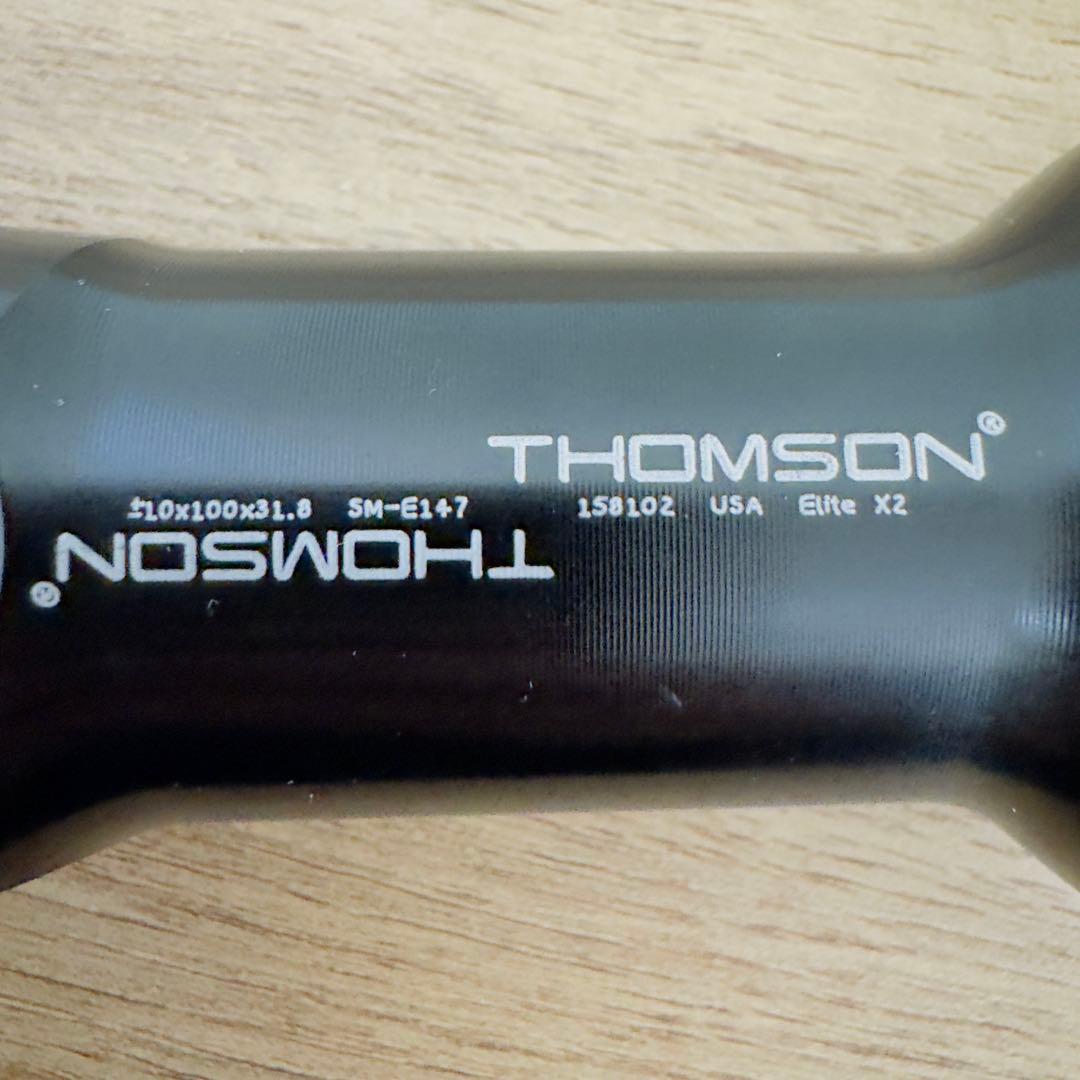 THOMSON®
±10x100x31.8 SM-E147 158102 USA Elite X2
THOMSON®